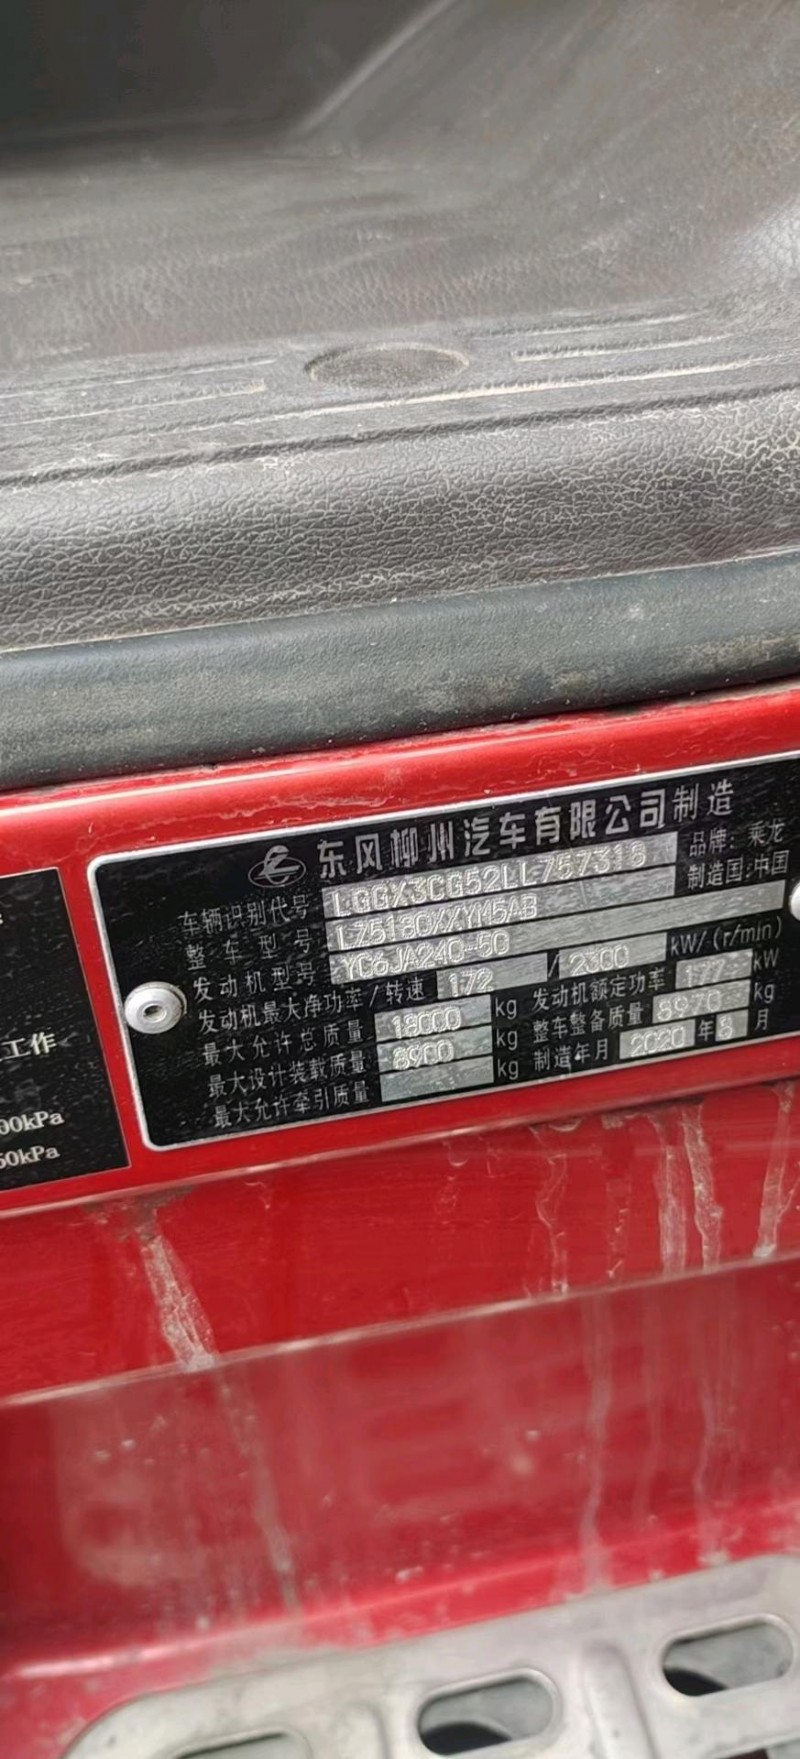 东风柳州汽车有限公司制造
品牌：乘龙
车辆识别代号 LGGX3CG52LL757318
制造国：中国
整车型号 LZ5180XXYM5AB
发动机型号 YC6JA240-50
发动机最大净功率/转速 172 / 2300 kW/(r/min)
最大允许总质量 18000 kg 发动机额定功率 177 kW
最大设计装载质量 8900 kg 整车整备质量 8970 kg
最大允许牵引质量 kg 制造年月 2020 年 8 月
工作
00kPa
50kPa